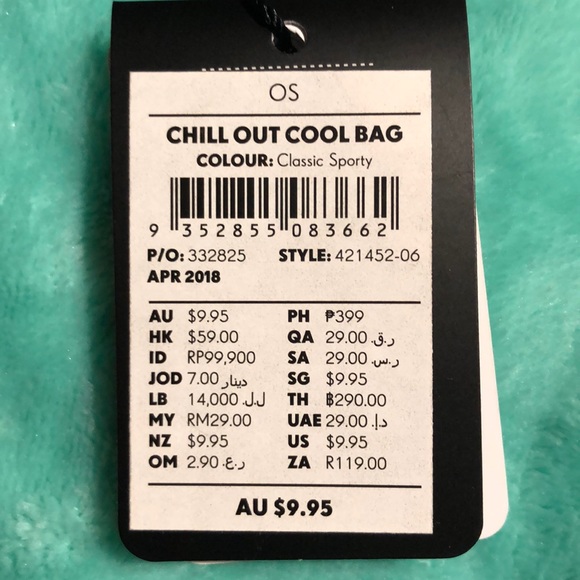 OS
CHILL OUT COOL BAG
COLOUR: Classic Sporty
9 352855 083662
P/O: 332825 STYLE: 421452-06
APR 2018
AU $9.95
HK $59.00
ID RP99,900
JOD 7.00 دينار
LB 14,000 ل.ل
MY RM29.00
NZ $9.95
OM 2.90 ر.ع.
PH ₱399
QA 29.00 ر.ق.
SA 29.00 ر.س.
SG $9.95
TH ฿290.00
UAE 29.00 د.إ
US $9.95
ZA R119.00
AU $9.95